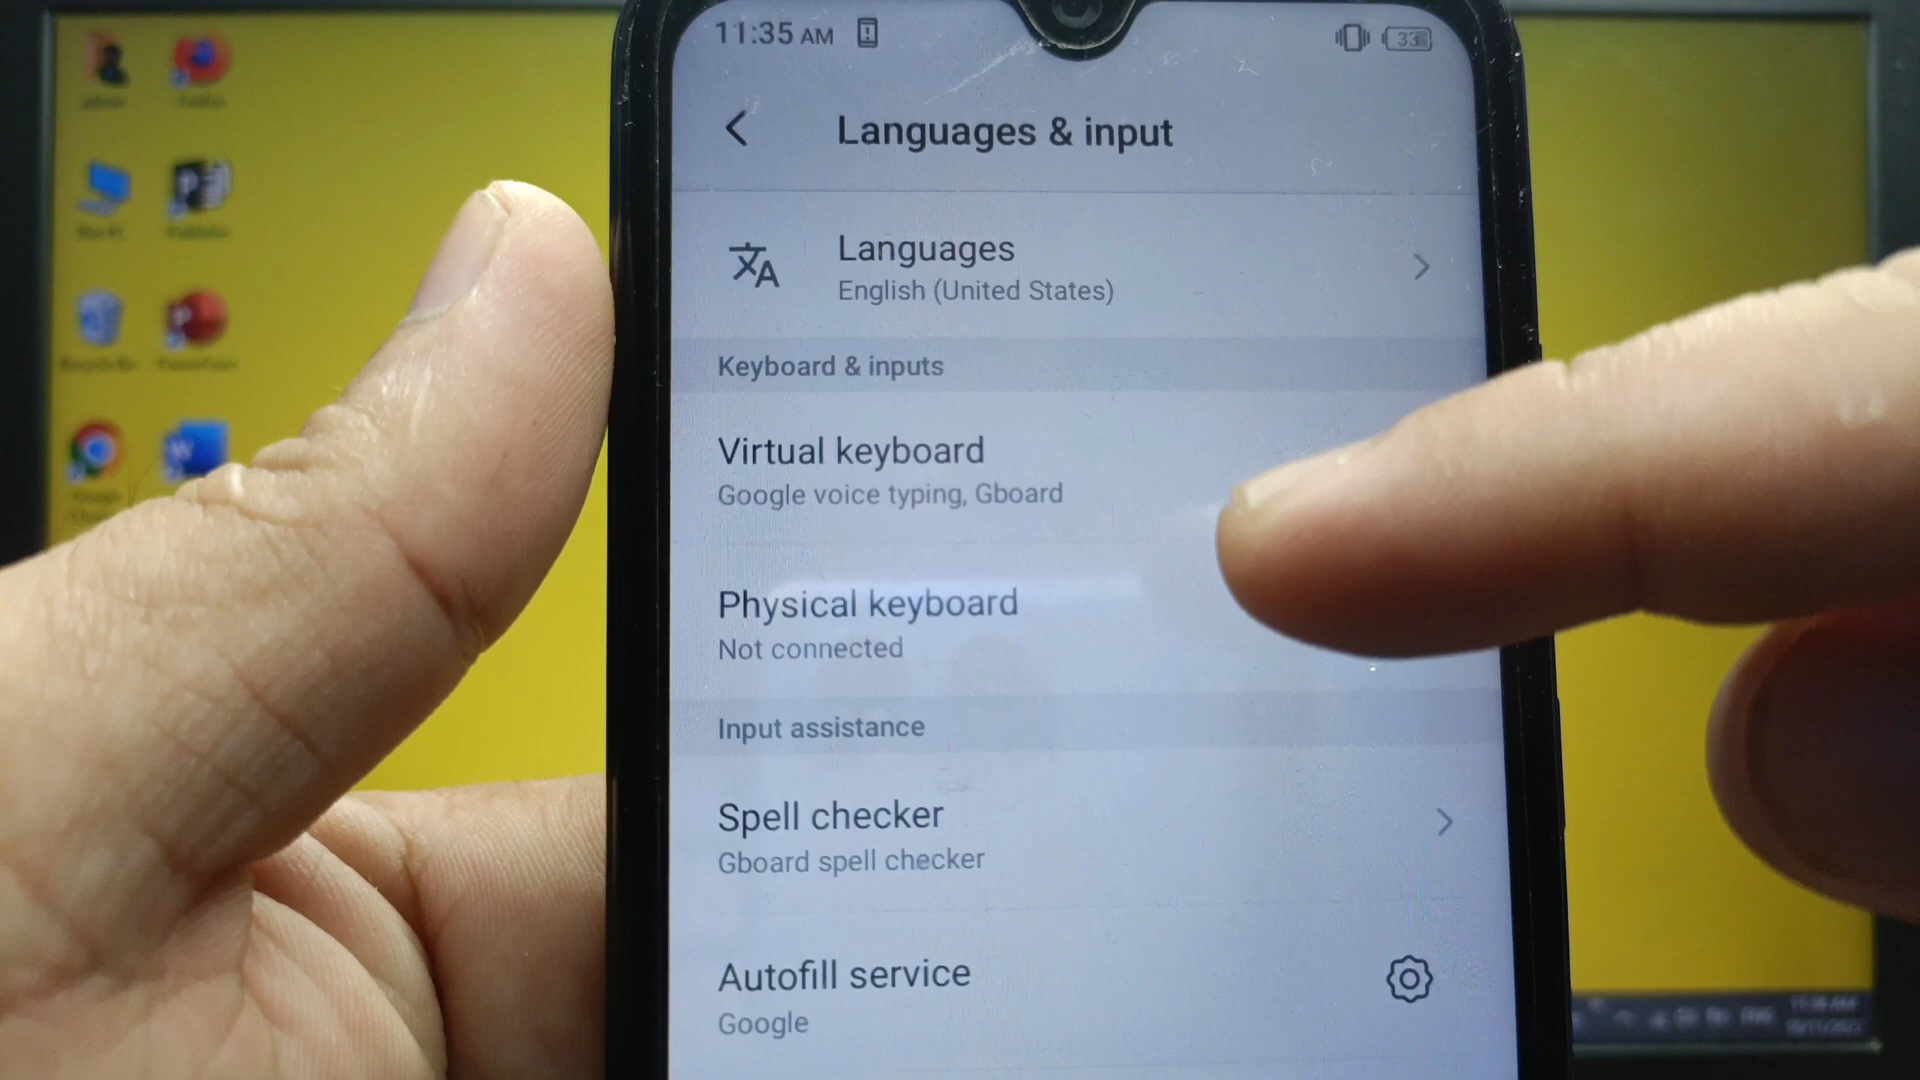 11:35 AM
33
Languages & input
Languages
English (United States)
Keyboard & inputs
Virtual keyboard
Google voice typing, Gboard
Physical keyboard
Not connected
Input assistance
Spell checker
Gboard spell checker
Autofill service
Google